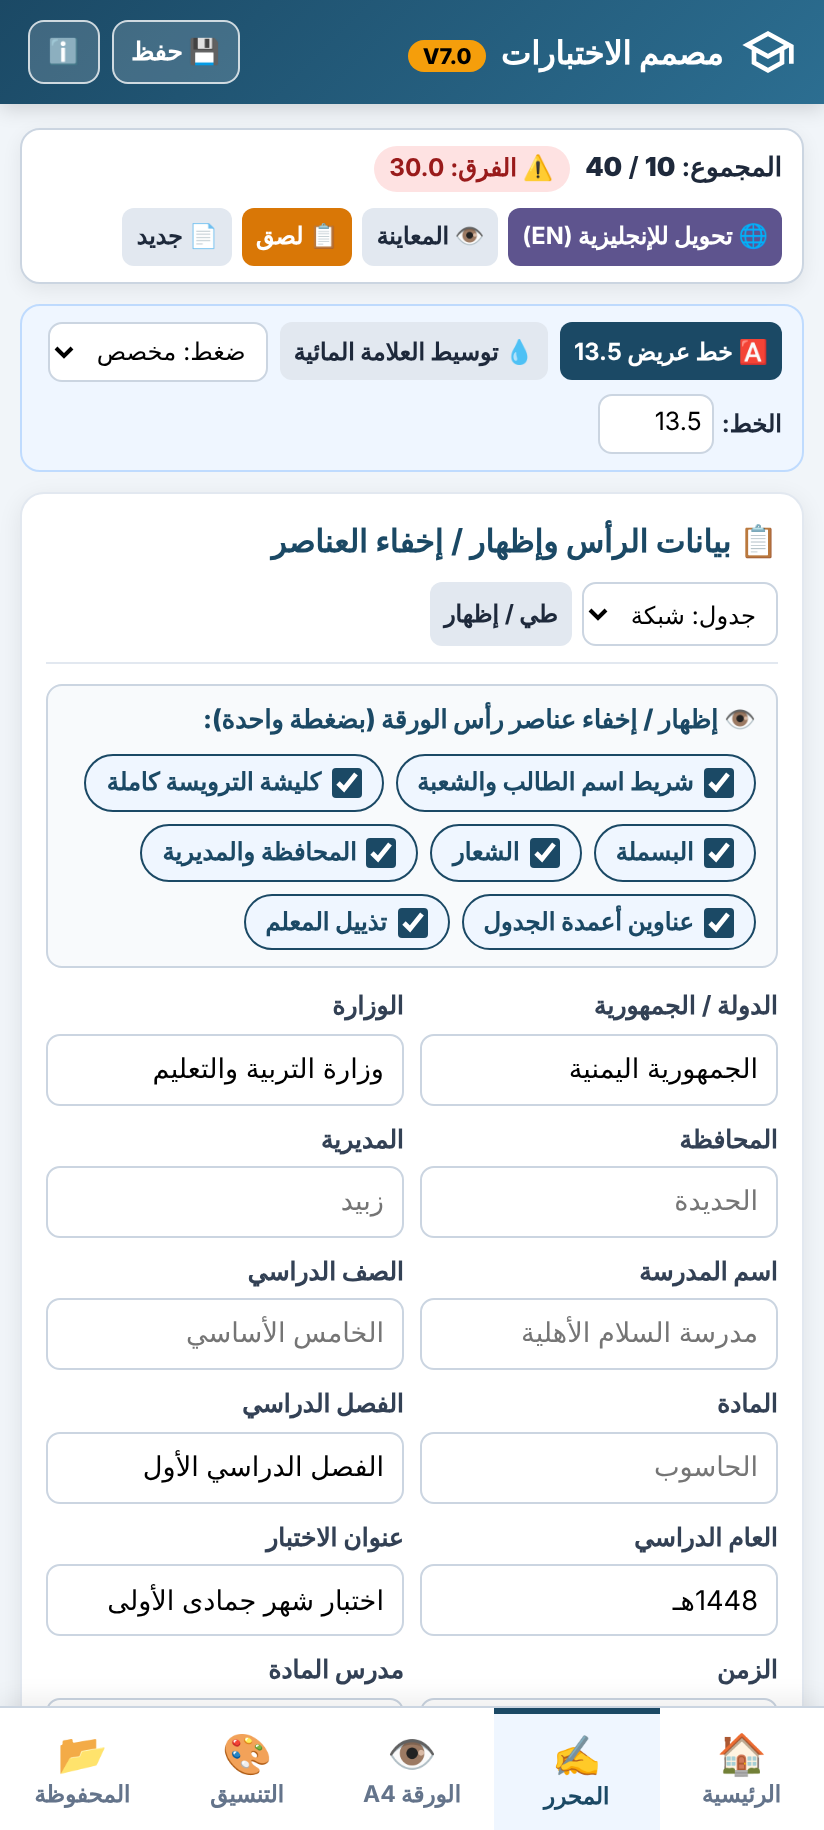 مصمم الاختبارات V7.0
💾 حفظ
ℹ️
المجموع: 10 / 40 ⚠️ الفرق: 30.0
🌐 تحويل للإنجليزية (EN) 👁️ المعاينة 📋 لصق 📄 جديد
🅰️ خط عريض 13.5 💧 توسيط العلامة المائية ضغط: مخصص
الخط: 13.5
📋 بيانات الرأس وإظهار / إخفاء العناصر
جدول: شبكة طي / إظهار
👁️ إظهار / إخفاء عناصر رأس الورقة (بضغطة واحدة):
شريط اسم الطالب والشعبة كليشة الترويسة كاملة
البسملة الشعار المحافظة والمديرية
عناوين أعمدة الجدول تذييل المعلم
الدولة / الجمهورية الوزارة
الجمهورية اليمنية وزارة التربية والتعليم
المحافظة المديرية
الحديدة زبيد
اسم المدرسة الصف الدراسي
مدرسة السلام الأهلية الخامس الأساسي
المادة الفصل الدراسي
الحاسوب الفصل الدراسي الأول
العام الدراسي عنوان الاختبار
1448هـ اختبار شهر جمادى الأولى
الزمن مدرس المادة
🏠 الرئيسية ✍️ المحرر 👁️ الورقة A4 🎨 التنسيق 📂 المحفوظة